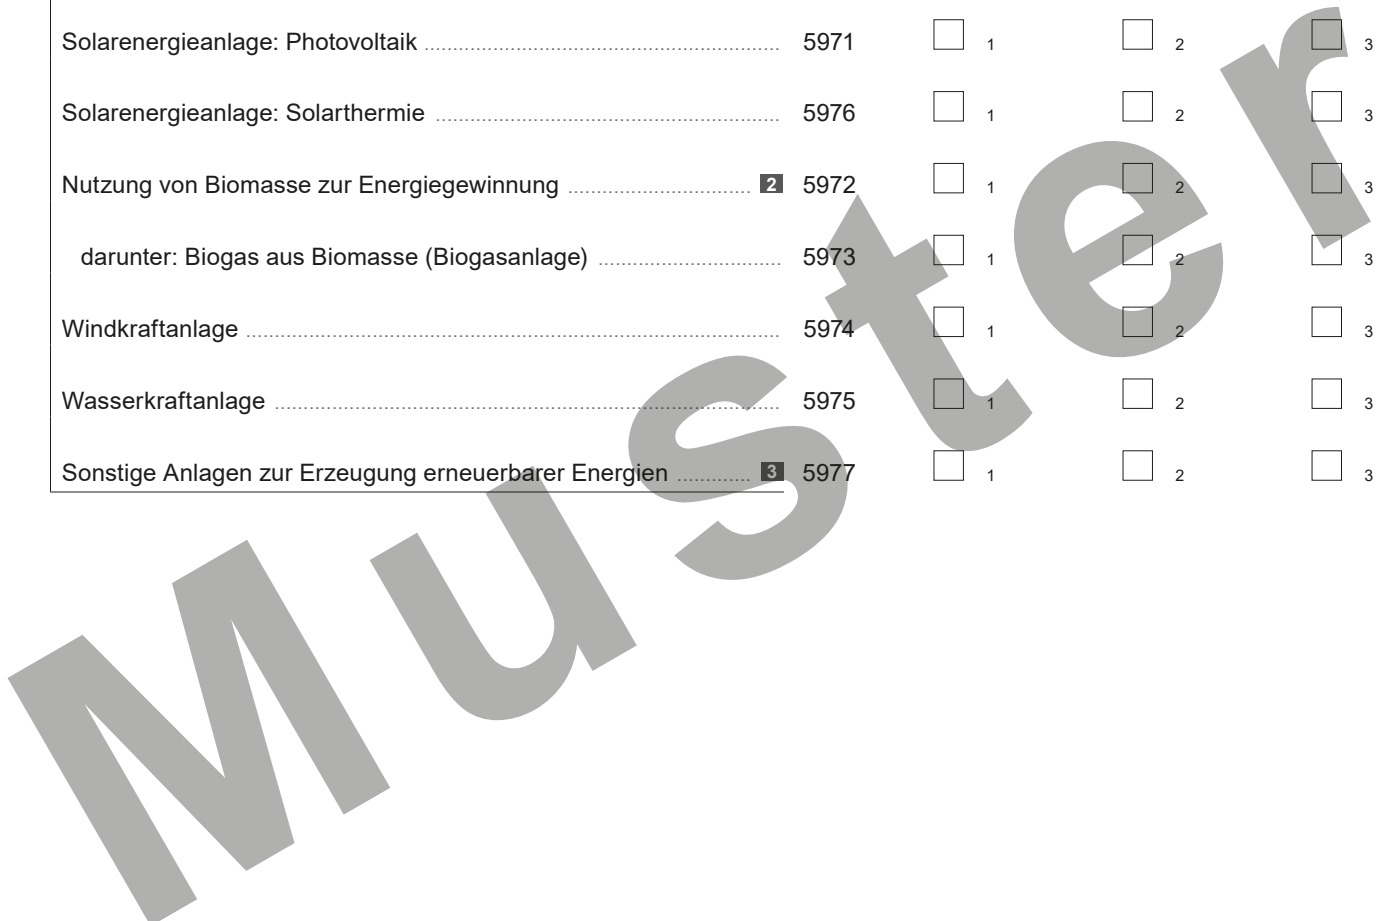 Solarenergieanlage: Photovoltaik .............................................................. 5971 ☐ 1 ☐ 2 ☐ 3
Solarenergieanlage: Solarthermie ............................................................ 5976 ☐ 1 ☐ 2 ☐ 3
Nutzung von Biomasse zur Energiegewinnung ................................ 2 5972 ☐ 1 ☐ 2 ☐ 3
darunter: Biogas aus Biomasse (Biogasanlage) ................................ 5973 ☐ 1 ☐ 2 ☐ 3
Windkraftanlage ............................................................................................. 5974 ☐ 1 ☐ 2 ☐ 3
Wasserkraftanlage ........................................................................................ 5975 ☐ 1 ☐ 2 ☐ 3
Sonstige Anlagen zur Erzeugung erneuerbarer Energien ............. 3 5977 ☐ 1 ☐ 2 ☐ 3
Muster